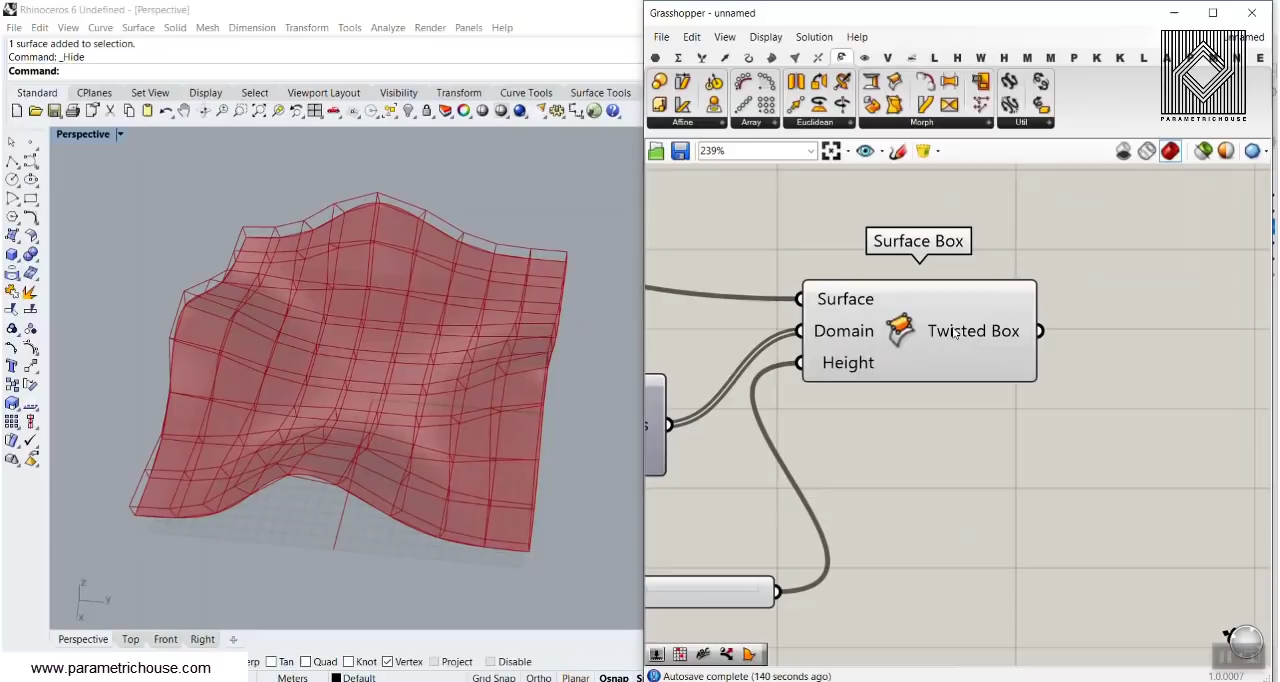 Rhinoceros 6 Undefined - [Perspective]
File Edit View Curve Surface Solid Mesh Dimension Transform Tools Analyze Render Panels Help
1 surface added to selection.
Command: _Hide
Command:
Standard CPlanes Set View Display Select Viewport Layout Visibility Transform Curve Tools Surface Tools
Perspective
z
y
x
Perspective Top Front Right
erp Tan Quad Knot Vertex Project Disable
www.parametrichouse.com
Meters Default Grid Snap Ortho Planar Osnap S
Grasshopper - unnamed
File Edit View Display Solution Help
unnamed
V L H W H M M P K K L A M N E
Affine Array Euclidean Morph Util
PARAMETRICHOUSE
239%
Surface Box
Surface
Domain
Height
Twisted Box
s
Autosave complete (140 seconds ago)
1.0.0007